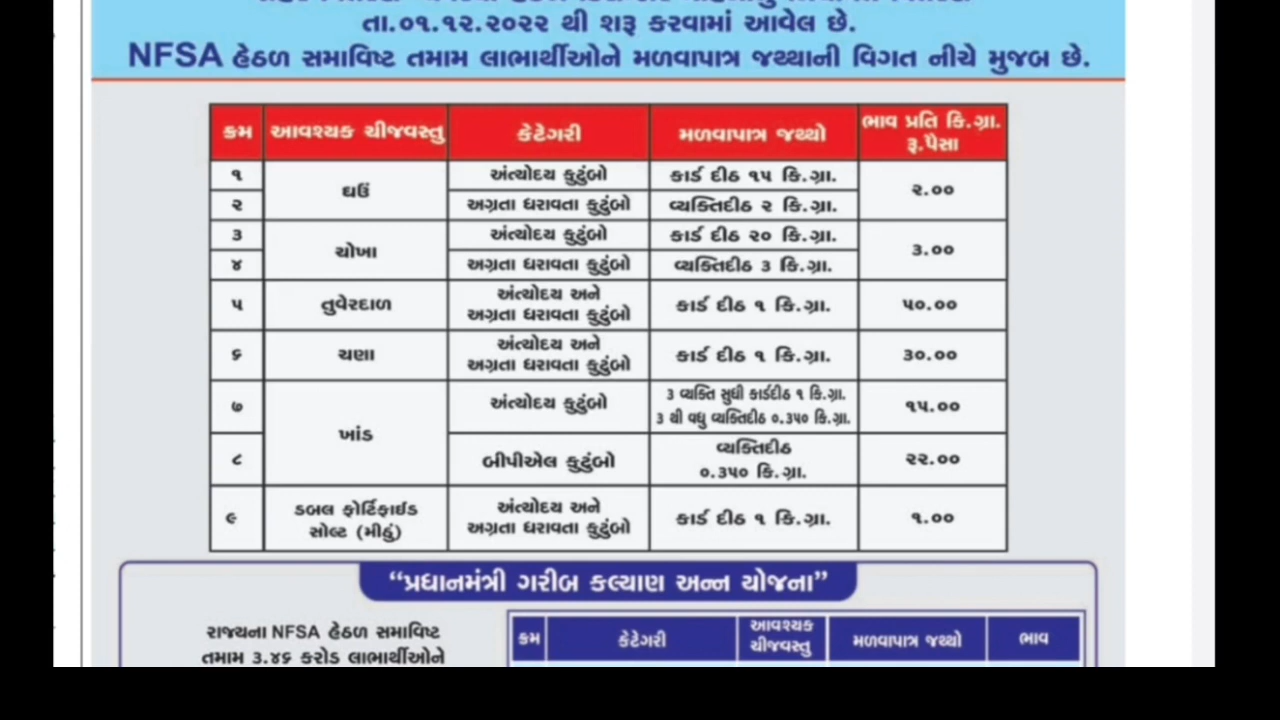 તા.૦૧.૧૨.૨૦૨૨ થી શરૂ કરવામાં આવેલ છે.
NFSA હેઠળ સમાવિષ્ટ તમામ લાભાર્થીઓને મળવાપાત્ર જથ્થાની વિગત નીચે મુજબ છે.
ક્રમ આવશ્યક ચીજવસ્તુ કેટેગરી મળવાપાત્ર જથ્થો ભાવ પ્રતિ કિ.ગ્રા. રૂ.પૈસા
૧ ઘઉં અંત્યોદય કુટુંબો કાર્ડ દીઠ ૧૫ કિ.ગ્રા. ૨.૦૦
૨ અગ્રતા ધરાવતા કુટુંબો વ્યક્તિદીઠ ૨ કિ.ગ્રા.
૩ ચોખા અંત્યોદય કુટુંબો કાર્ડ દીઠ ૨૦ કિ.ગ્રા. ૩.૦૦
૪ અગ્રતા ધરાવતા કુટુંબો વ્યક્તિદીઠ ૩ કિ.ગ્રા.
૫ તુવેરદાળ અંત્યોદય અને અગ્રતા ધરાવતા કુટુંબો કાર્ડ દીઠ ૧ કિ.ગ્રા. ૫૦.૦૦
૬ ચણા અંત્યોદય અને અગ્રતા ધરાવતા કુટુંબો કાર્ડ દીઠ ૧ કિ.ગ્રા. ૩૦.૦૦
૭ ખાંડ અંત્યોદય કુટુંબો ૩ વ્યક્તિ સુધી કાર્ડદીઠ ૧ કિ.ગ્રા. ૩ થી વધુ વ્યક્તિદીઠ ૦.૩૫૦ કિ.ગ્રા. ૧૫.૦૦
૮ બીપીએલ કુટુંબો વ્યક્તિદીઠ ૦.૩૫૦ કિ.ગ્રા. ૨૨.૦૦
૯ ડબલ ફોર્ટિફાઈડ સોલ્ટ (મીઠું) અંત્યોદય અને અગ્રતા ધરાવતા કુટુંબો કાર્ડ દીઠ ૧ કિ.ગ્રા. ૧.૦૦
“પ્રધાનમંત્રી ગરીબ કલ્યાણ અન્ન યોજના”
રાજ્યના NFSA હેઠળ સમાવિષ્ટ
તમામ ૩.૪૬ કરોડ લાભાર્થીઓને
ક્રમ કેટેગરી આવશ્યક ચીજવસ્તુ મળવાપાત્ર જથ્થો ભાવ